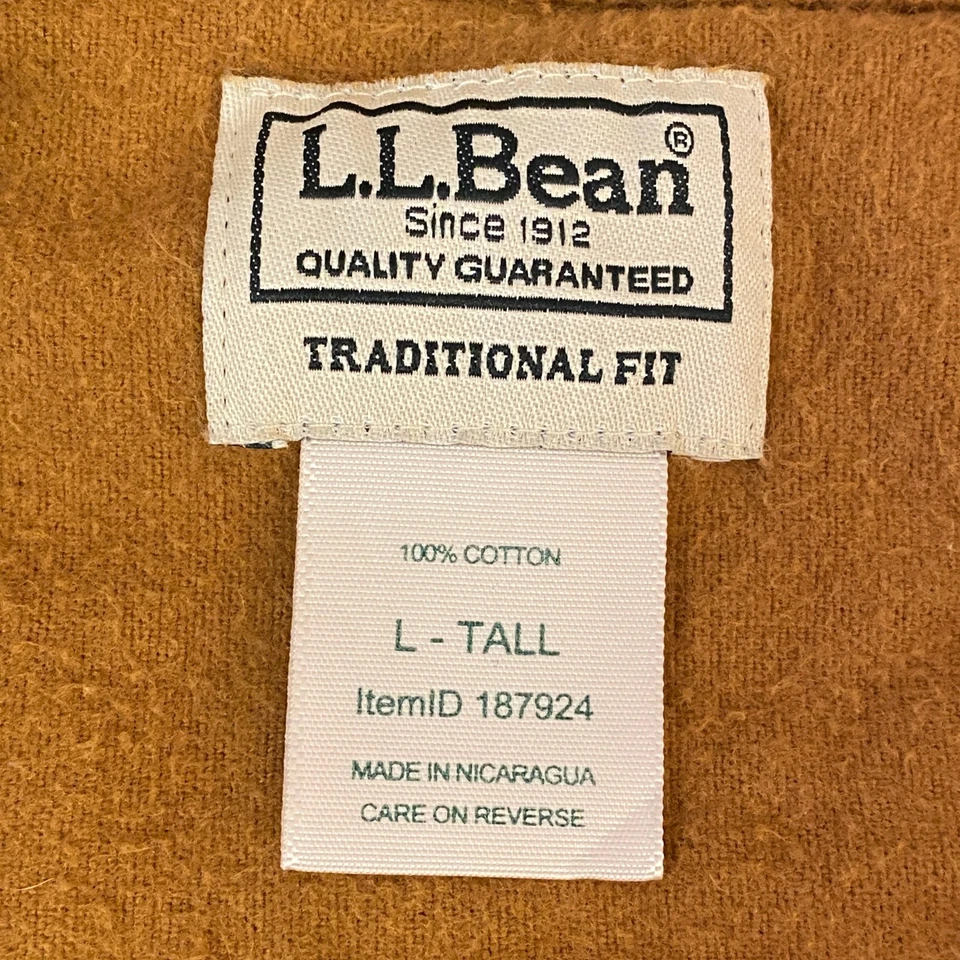 L.L.Bean®
Since 1912
QUALITY GUARANTEED
TRADITIONAL FIT
100% COTTON
L - TALL
ItemID 187924
MADE IN NICARAGUA
CARE ON REVERSE